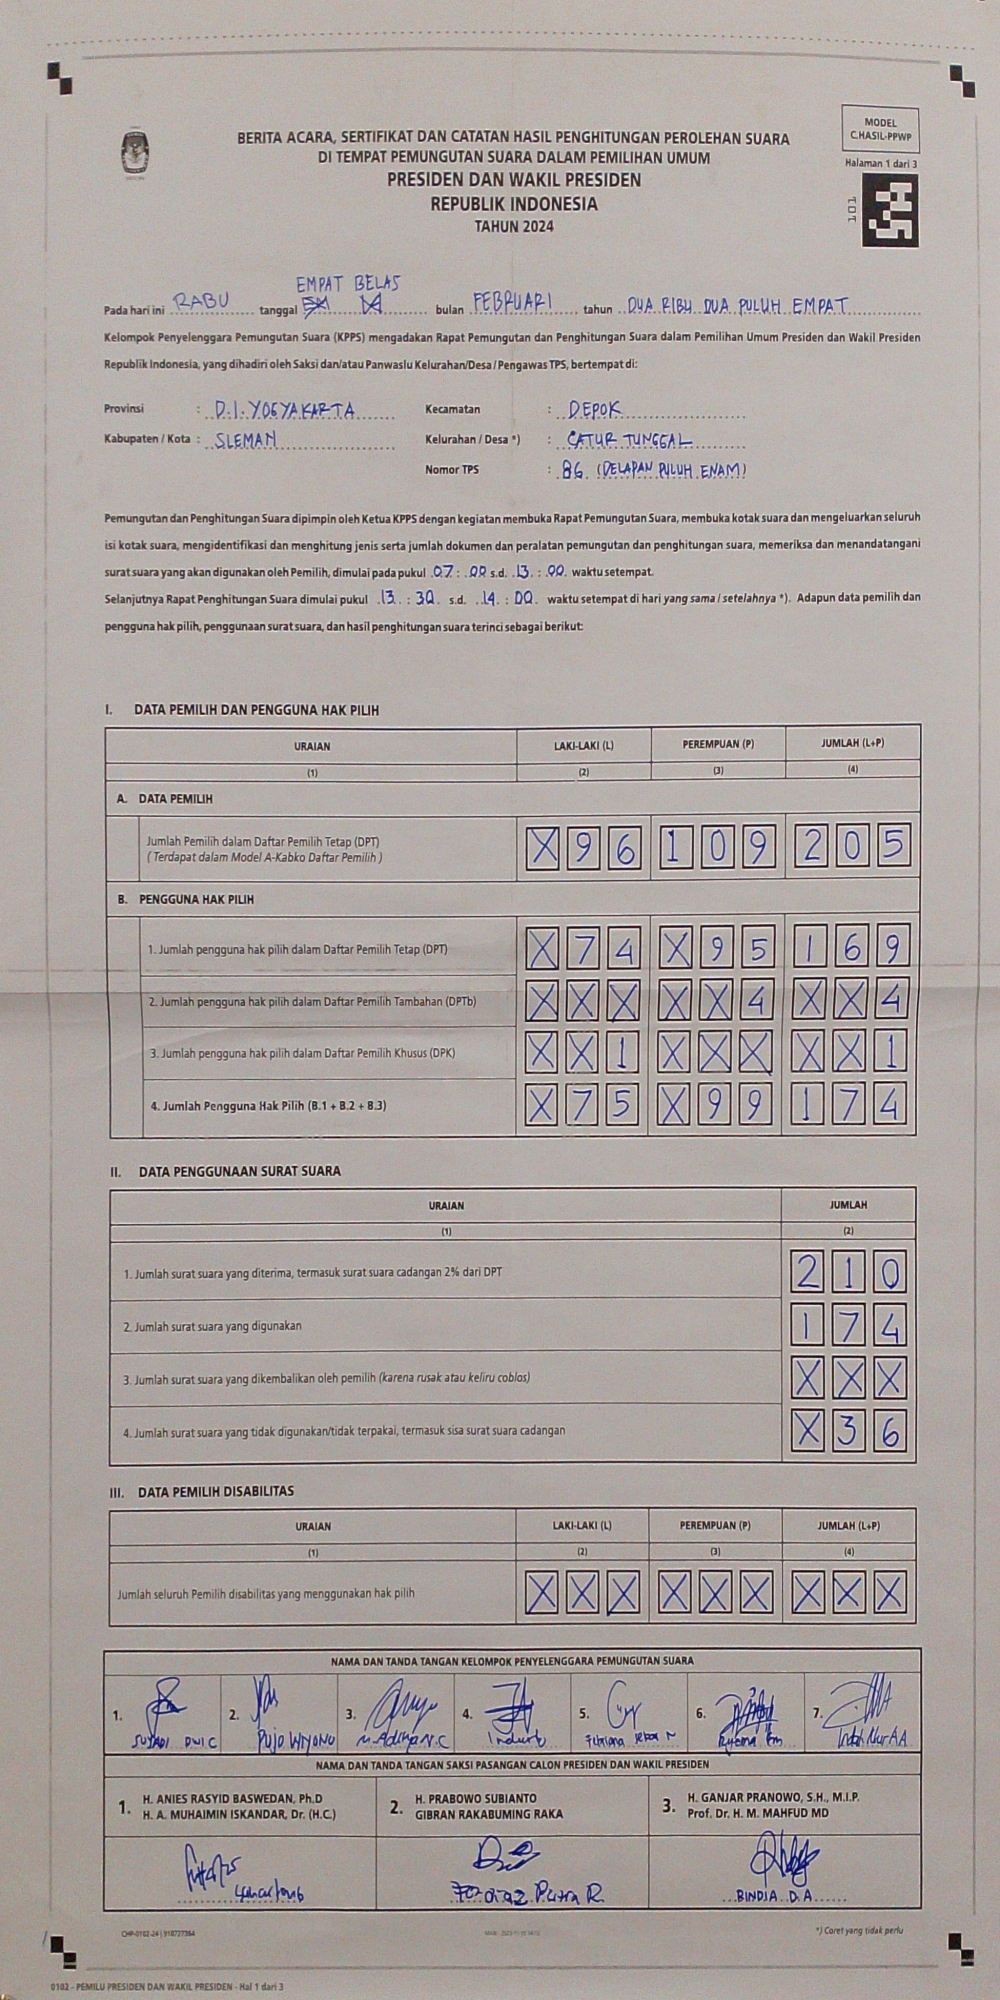 MODEL
C.HASIL-PPWP
BERITA ACARA, SERTIFIKAT DAN CATATAN HASIL PENGHITUNGAN PEROLEHAN SUARA
DI TEMPAT PEMUNGUTAN SUARA DALAM PEMILIHAN UMUM
PRESIDEN DAN WAKIL PRESIDEN
REPUBLIK INDONESIA
TAHUN 2024
Halaman 1 dari 3
101
EMPAT BELAS
Pada hari ini RABU tanggal bulan FEBRUARI tahun DUA RIBU DUA PULUH EMPAT
Kelompok Penyelenggara Pemungutan Suara (KPPS) mengadakan Rapat Pemungutan dan Penghitungan Suara dalam Pemilihan Umum Presiden dan Wakil Presiden
Republik Indonesia, yang dihadiri oleh Saksi dan/atau Panwaslu Kelurahan/Desa / Pengawas TPS, bertempat di:
Provinsi : D.I. YOGYAKARTA Kecamatan : DEPOK
Kabupaten / Kota : SLEMAN Kelurahan / Desa *) : CATUR TUNGGAL
Nomor TPS : 86 (DELAPAN PULUH ENAM)
Pemungutan dan Penghitungan Suara dipimpin oleh Ketua KPPS dengan kegiatan membuka Rapat Pemungutan Suara, membuka kotak suara dan mengeluarkan seluruh
isi kotak suara, mengidentifikasi dan menghitung jenis serta jumlah dokumen dan peralatan pemungutan dan penghitungan suara, memeriksa dan menandatangani
surat suara yang akan digunakan oleh Pemilih, dimulai pada pukul 07 : 00 s.d. 13 : 00 waktu setempat.
Selanjutnya Rapat Penghitungan Suara dimulai pukul 13 : 30 s.d. 14 : 00 waktu setempat di hari yang sama / setelahnya *). Adapun data pemilih dan
pengguna hak pilih, penggunaan surat suara, dan hasil penghitungan suara terinci sebagai berikut:
I. DATA PEMILIH DAN PENGGUNA HAK PILIH
URAIAN LAKI-LAKI (L) PEREMPUAN (P) JUMLAH (L+P)
(1) (2) (3) (4)
A. DATA PEMILIH
Jumlah Pemilih dalam Daftar Pemilih Tetap (DPT)
( Terdapat dalam Model A-Kabko Daftar Pemilih ) X 9 6 1 0 9 2 0 5
B. PENGGUNA HAK PILIH
1. Jumlah pengguna hak pilih dalam Daftar Pemilih Tetap (DPT) X 7 4 X 9 5 1 6 9
2. Jumlah pengguna hak pilih dalam Daftar Pemilih Tambahan (DPTb) X X X X X 4 X X 4
3. Jumlah pengguna hak pilih dalam Daftar Pemilih Khusus (DPK) X X 1 X X X X X 1
4. Jumlah Pengguna Hak Pilih (B.1 + B.2 + B.3) X 7 5 X 9 9 1 7 4
II. DATA PENGGUNAAN SURAT SUARA
URAIAN JUMLAH
(1) (2)
1. Jumlah surat suara yang diterima, termasuk surat suara cadangan 2% dari DPT 2 1 0
2. Jumlah surat suara yang digunakan 1 7 4
3. Jumlah surat suara yang dikembalikan oleh pemilih (karena rusak atau keliru coblos) X X X
4. Jumlah surat suara yang tidak digunakan/tidak terpakai, termasuk sisa surat suara cadangan X 3 6
III. DATA PEMILIH DISABILITAS
URAIAN LAKI-LAKI (L) PEREMPUAN (P) JUMLAH (L+P)
(1) (2) (3) (4)
Jumlah seluruh Pemilih disabilitas yang menggunakan hak pilih X X X X X X X X X
NAMA DAN TANDA TANGAN KELOMPOK PENYELENGGARA PEMUNGUTAN SUARA
1. 2. 3. 4. 5. 6. 7.
PUJO WIYONO Indah Nur A.A
NAMA DAN TANDA TANGAN SAKSI PASANGAN CALON PRESIDEN DAN WAKIL PRESIDEN
1. H. ANIES RASYID BASWEDAN, Ph.D
H. A. MUHAIMIN ISKANDAR, Dr. (H.C.)
2. H. PRABOWO SUBIANTO
GIBRAN RAKABUMING RAKA
3. H. GANJAR PRANOWO, S.H., M.I.P.
Prof. Dr. H. M. MAHFUD MD
Putra R. BINDIA D.A
*) Coret yang tidak perlu
0102 - PEMILU PRESIDEN DAN WAKIL PRESIDEN - Hal 1 dari 3